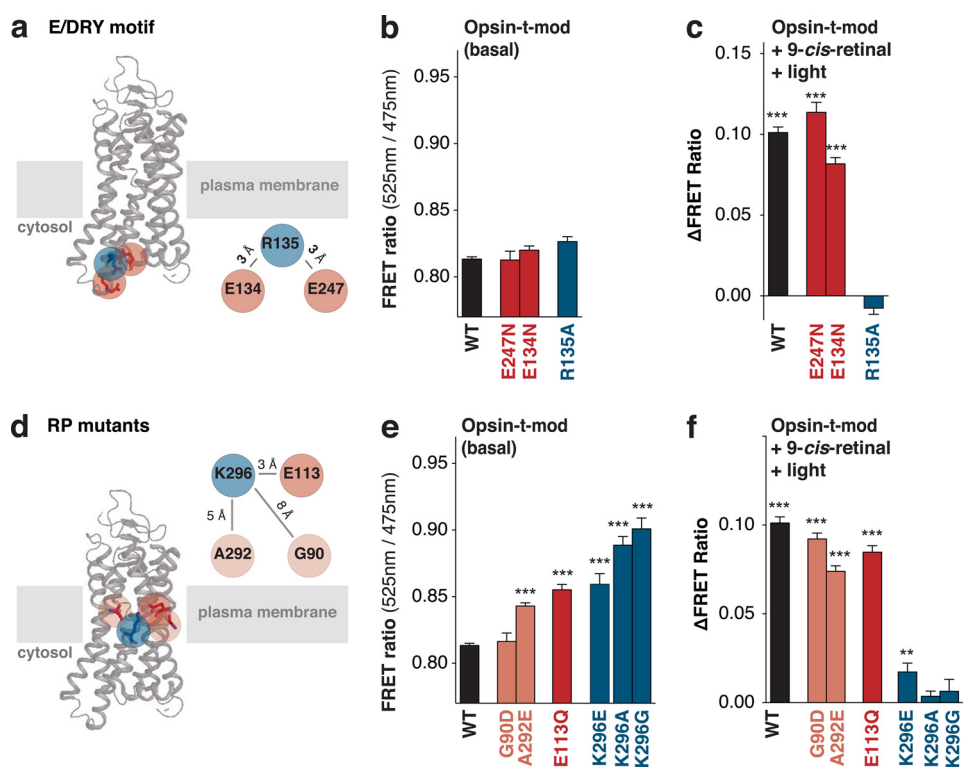 a E/DRY motif
plasma membrane
cytosol
R135
3 Å
3 Å
E134
E247
b Opsin-t-mod
(basal)
FRET ratio (525nm / 475nm)
0.95
0.90
0.85
0.80
WT
E247N
E134N
R135A
c Opsin-t-mod
+ 9-cis-retinal
+ light
ΔFRET Ratio
0.15
0.10
0.05
0.00
***
***
***
WT
E247N
E134N
R135A
d RP mutants
K296
3 Å
E113
5 Å
8 Å
A292
G90
plasma membrane
cytosol
e Opsin-t-mod
(basal)
FRET ratio (525nm / 475nm)
0.95
0.90
0.85
0.80
***
***
***
***
***
WT
G90D
A292E
E113Q
K296E
K296A
K296G
f Opsin-t-mod
+ 9-cis-retinal
+ light
ΔFRET Ratio
0.10
0.05
0.00
***
***
***
***
**
WT
G90D
A292E
E113Q
K296E
K296A
K296G